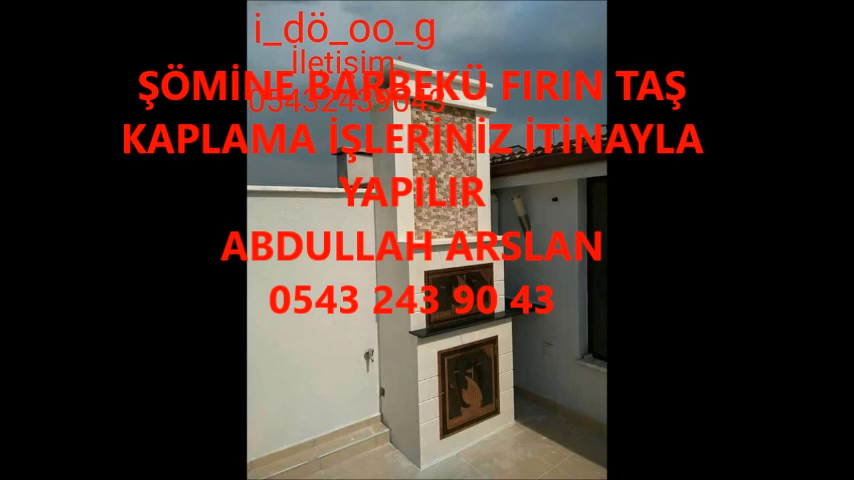 i_dö_oo_g
İletişim:
05432439043
ŞÖMİNE BARBEKÜ FIRIN TAŞ
KAPLAMA İŞLERİNİZ İTİNAYLA
YAPILIR
ABDULLAH ARSLAN
0543 243 90 43